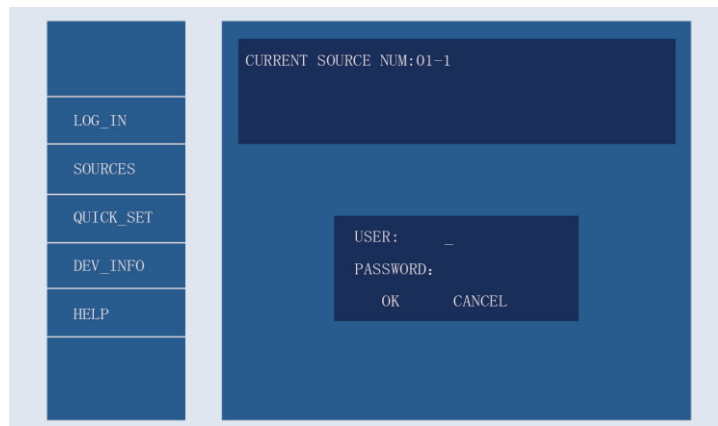 CURRENT SOURCE NUM:01-1
LOG_IN
SOURCES
QUICK_SET
DEV_INFO
HELP
USER: _
PASSWORD:
OK CANCEL